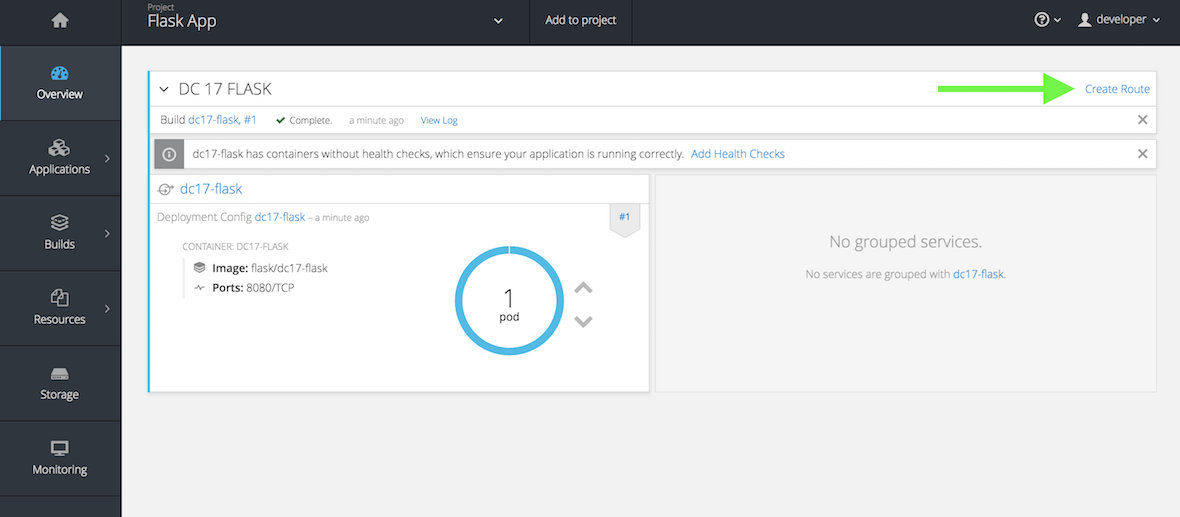 Project
Flask App
Add to project
developer
Overview
Applications
Builds
Resources
Storage
Monitoring
DC 17 FLASK
Create Route
Build dc17-flask, #1 Complete. a minute ago View Log
dc17-flask has containers without health checks, which ensure your application is running correctly. Add Health Checks
dc17-flask
Deployment Config dc17-flask – a minute ago
#1
CONTAINER: DC17-FLASK
Image: flask/dc17-flask
Ports: 8080/TCP
1
pod
No grouped services.
No services are grouped with dc17-flask.